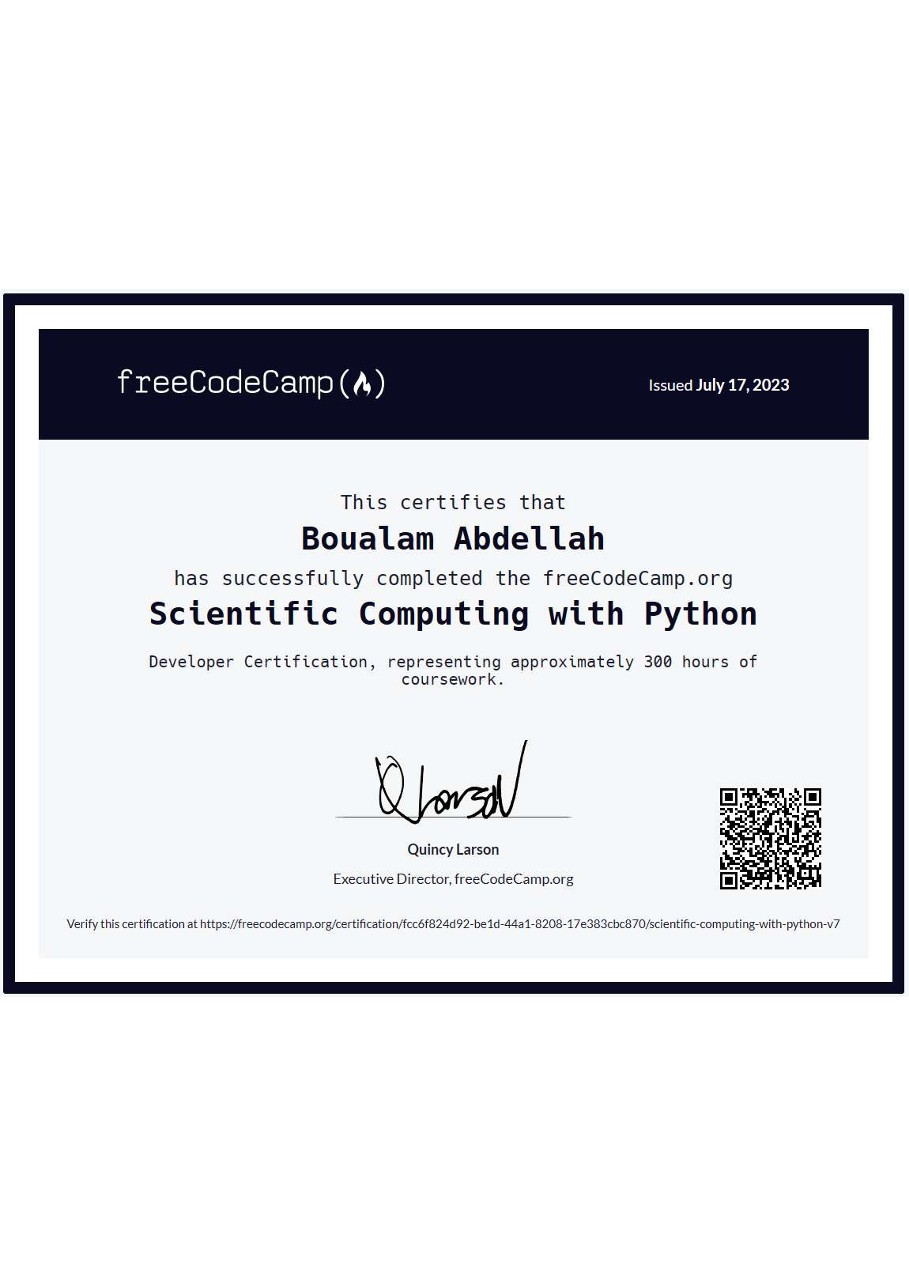 freeCodeCamp(🔥)
Issued July 17, 2023
This certifies that
Boualam Abdellah
has successfully completed the freeCodeCamp.org
Scientific Computing with Python
Developer Certification, representing approximately 300 hours of
coursework.
Quincy Larson
Executive Director, freeCodeCamp.org
Verify this certification at https://freecodecamp.org/certification/fcc6f824d92-be1d-44a1-8208-17e383cbc870/scientific-computing-with-python-v7